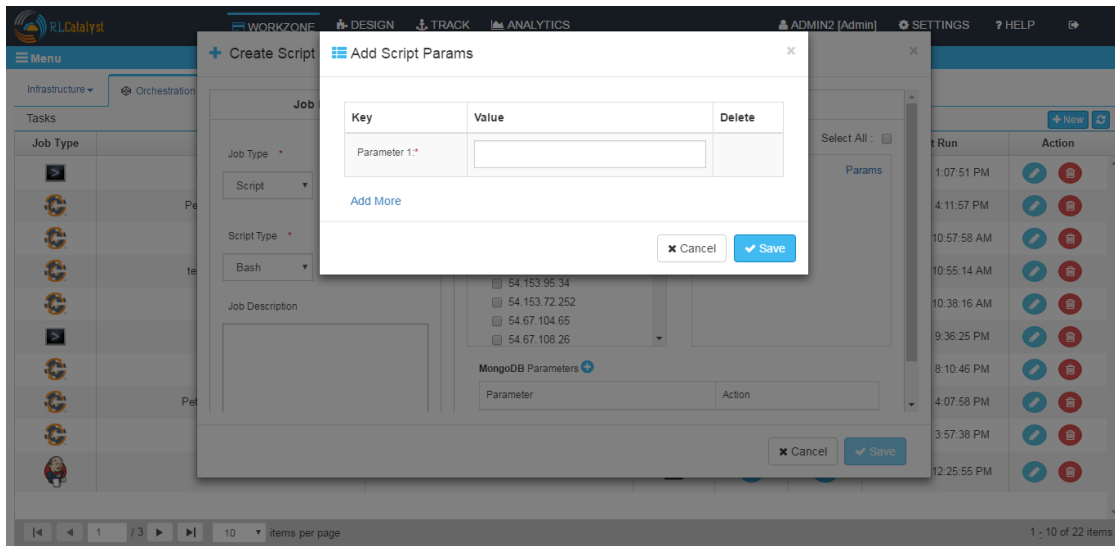 RLCatalyst
WORKZONE DESIGN TRACK ANALYTICS ADMIN2 [Admin] SETTINGS ? HELP
Menu
Create Script
Add Script Params
Infrastructure
Orchestration
Tasks
New
Job Type
t Run
Action
Job
Key Value Delete
Select All :
Parameter 1:*
Params
Job Type *
Script
Add More
Script Type *
Cancel Save
Bash
Job Description
54.153.95.34
54.153.72.252
54.67.104.65
54.67.108.26
MongoDB Parameters
Parameter Action
Cancel Save
Pe
te
Pet
1:07:51 PM
4:11:57 PM
10:57:58 AM
10:55:14 AM
10:38:16 AM
9:36:25 PM
8:10:46 PM
4:07:58 PM
3:57:38 PM
12:25:55 PM
1 / 3 10 items per page 1 - 10 of 22 items